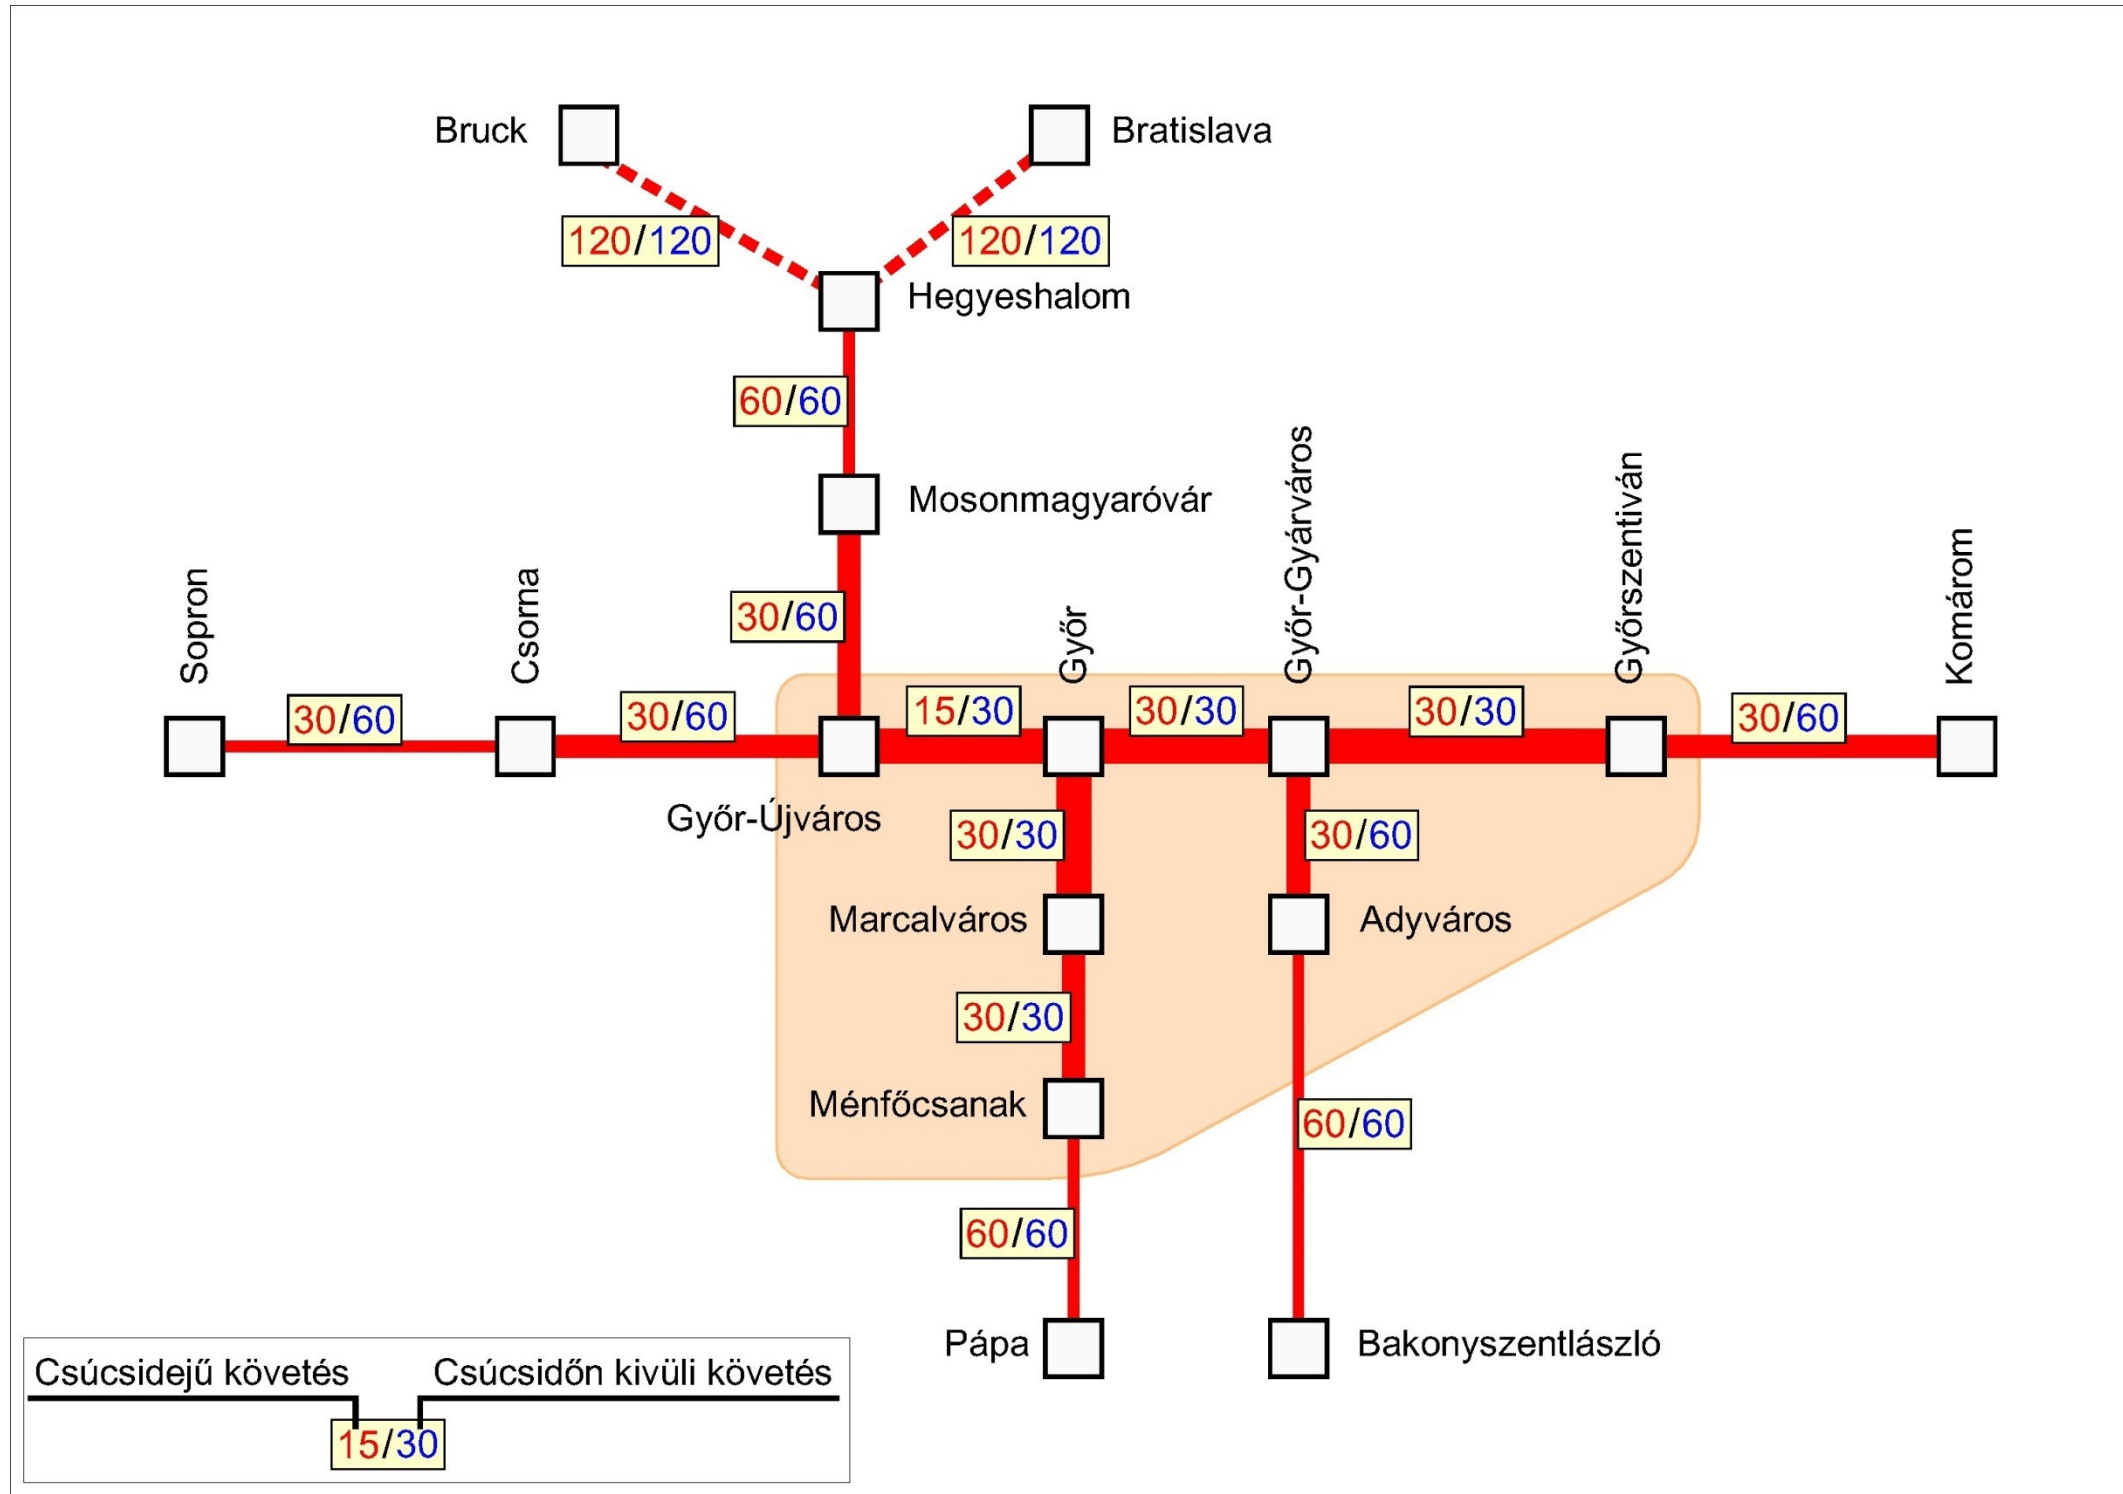 Bruck
Bratislava
120/120
120/120
Hegyeshalom
60/60
Mosonmagyaróvár
30/60
Sopron
Csorna
Győr
Győr-Gyárváros
Győrszentiván
Komárom
30/60
30/60
15/30
30/30
30/30
30/60
Győr-Újváros
30/30
30/60
Marcalváros
Adyváros
30/30
Ménfőcsanak
60/60
60/60
Pápa
Bakonyszentlászló
Csúcsidejű követés
Csúcsidőn kivüli követés
15/30